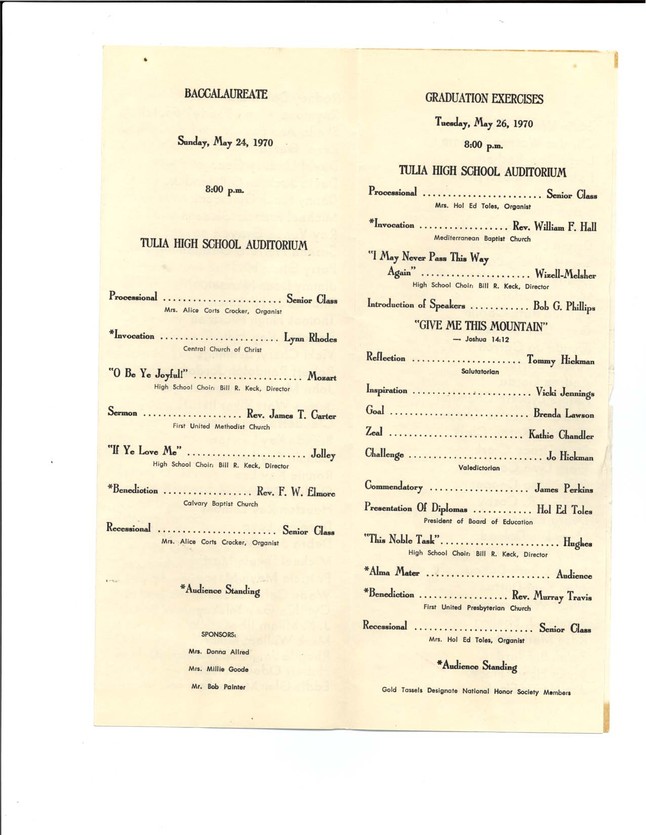 BACCALAUREATE
Sunday, May 24, 1970
8:00 p.m.
TULIA HIGH SCHOOL AUDITORIUM
Processional ........................ Senior Class
Mrs. Alice Corts Crocker, Organist
*Invocation ........................ Lynn Rhodes
Central Church of Christ
"O Be Ye Joyful!" ...................... Mozart
High School Choir: Bill R. Keck, Director
Sermon .................... Rev. James T. Carter
First United Methodist Church
"If Ye Love Me" ........................ Jolley
High School Choir: Bill R. Keck, Director
*Benediction .................. Rev. F. W. Elmore
Calvary Baptist Church
Recessional ........................ Senior Class
Mrs. Alice Corts Crocker, Organist
*Audience Standing
SPONSORS:
Mrs. Donna Allred
Mrs. Millie Goode
Mr. Bob Painter
GRADUATION EXERCISES
Tuesday, May 26, 1970
8:00 p.m.
TULIA HIGH SCHOOL AUDITORIUM
Processional ........................ Senior Class
Mrs. Hol Ed Toles, Organist
*Invocation .................. Rev. William F. Hall
Mediterranean Baptist Church
"I May Never Pass This Way
Again" ...................... Wizell-Melsher
High School Choir: Bill R. Keck, Director
Introduction of Speakers ............ Bob G. Phillips
"GIVE ME THIS MOUNTAIN"
— Joshua 14:12
Reflection ...................... Tommy Hickman
Salutatorian
Inspiration ........................ Vicki Jennings
Goal ............................ Brenda Lawson
Zeal ........................... Kathie Chandler
Challenge ...................... Jo Hickman
Valedictorian
Commendatory ...................... James Perkins
Presentation Of Diplomas ............ Hol Ed Toles
President of Board of Education
"This Noble Task"........................ Hughes
High School Choir: Bill R. Keck, Director
*Alma Mater ......................... Audience
*Benediction .................. Rev. Murray Travis
First United Presbyterian Church
Recessional ........................ Senior Class
Mrs. Hol Ed Toles, Organist
*Audience Standing
Gold Tassels Designate National Honor Society Members